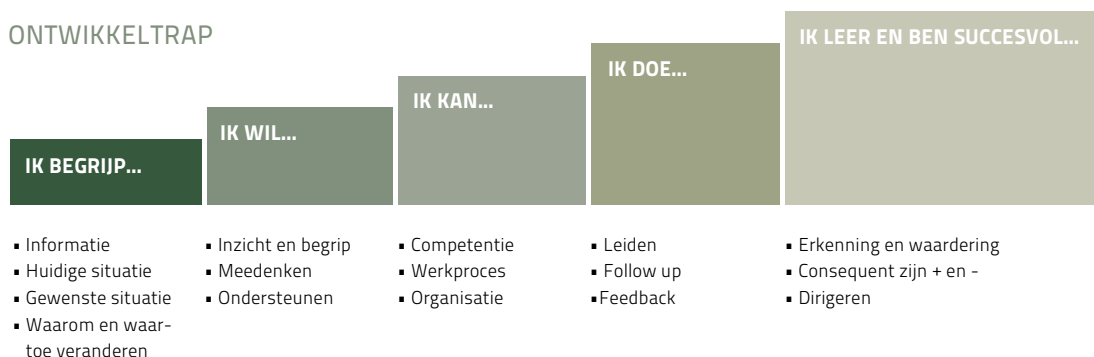 ONTWIKKELTRAP
IK BEGRIJP...
IK WIL...
IK KAN...
IK DOE...
IK LEER EN BEN SUCCESVOL...
▪ Informatie
▪ Huidige situatie
▪ Gewenste situatie
▪ Waarom en waar-
toe veranderen
▪ Inzicht en begrip
▪ Meedenken
▪ Ondersteunen
▪ Competentie
▪ Werkproces
▪ Organisatie
▪ Leiden
▪ Follow up
▪Feedback
▪ Erkenning en waardering
▪ Consequent zijn + en -
▪ Dirigeren